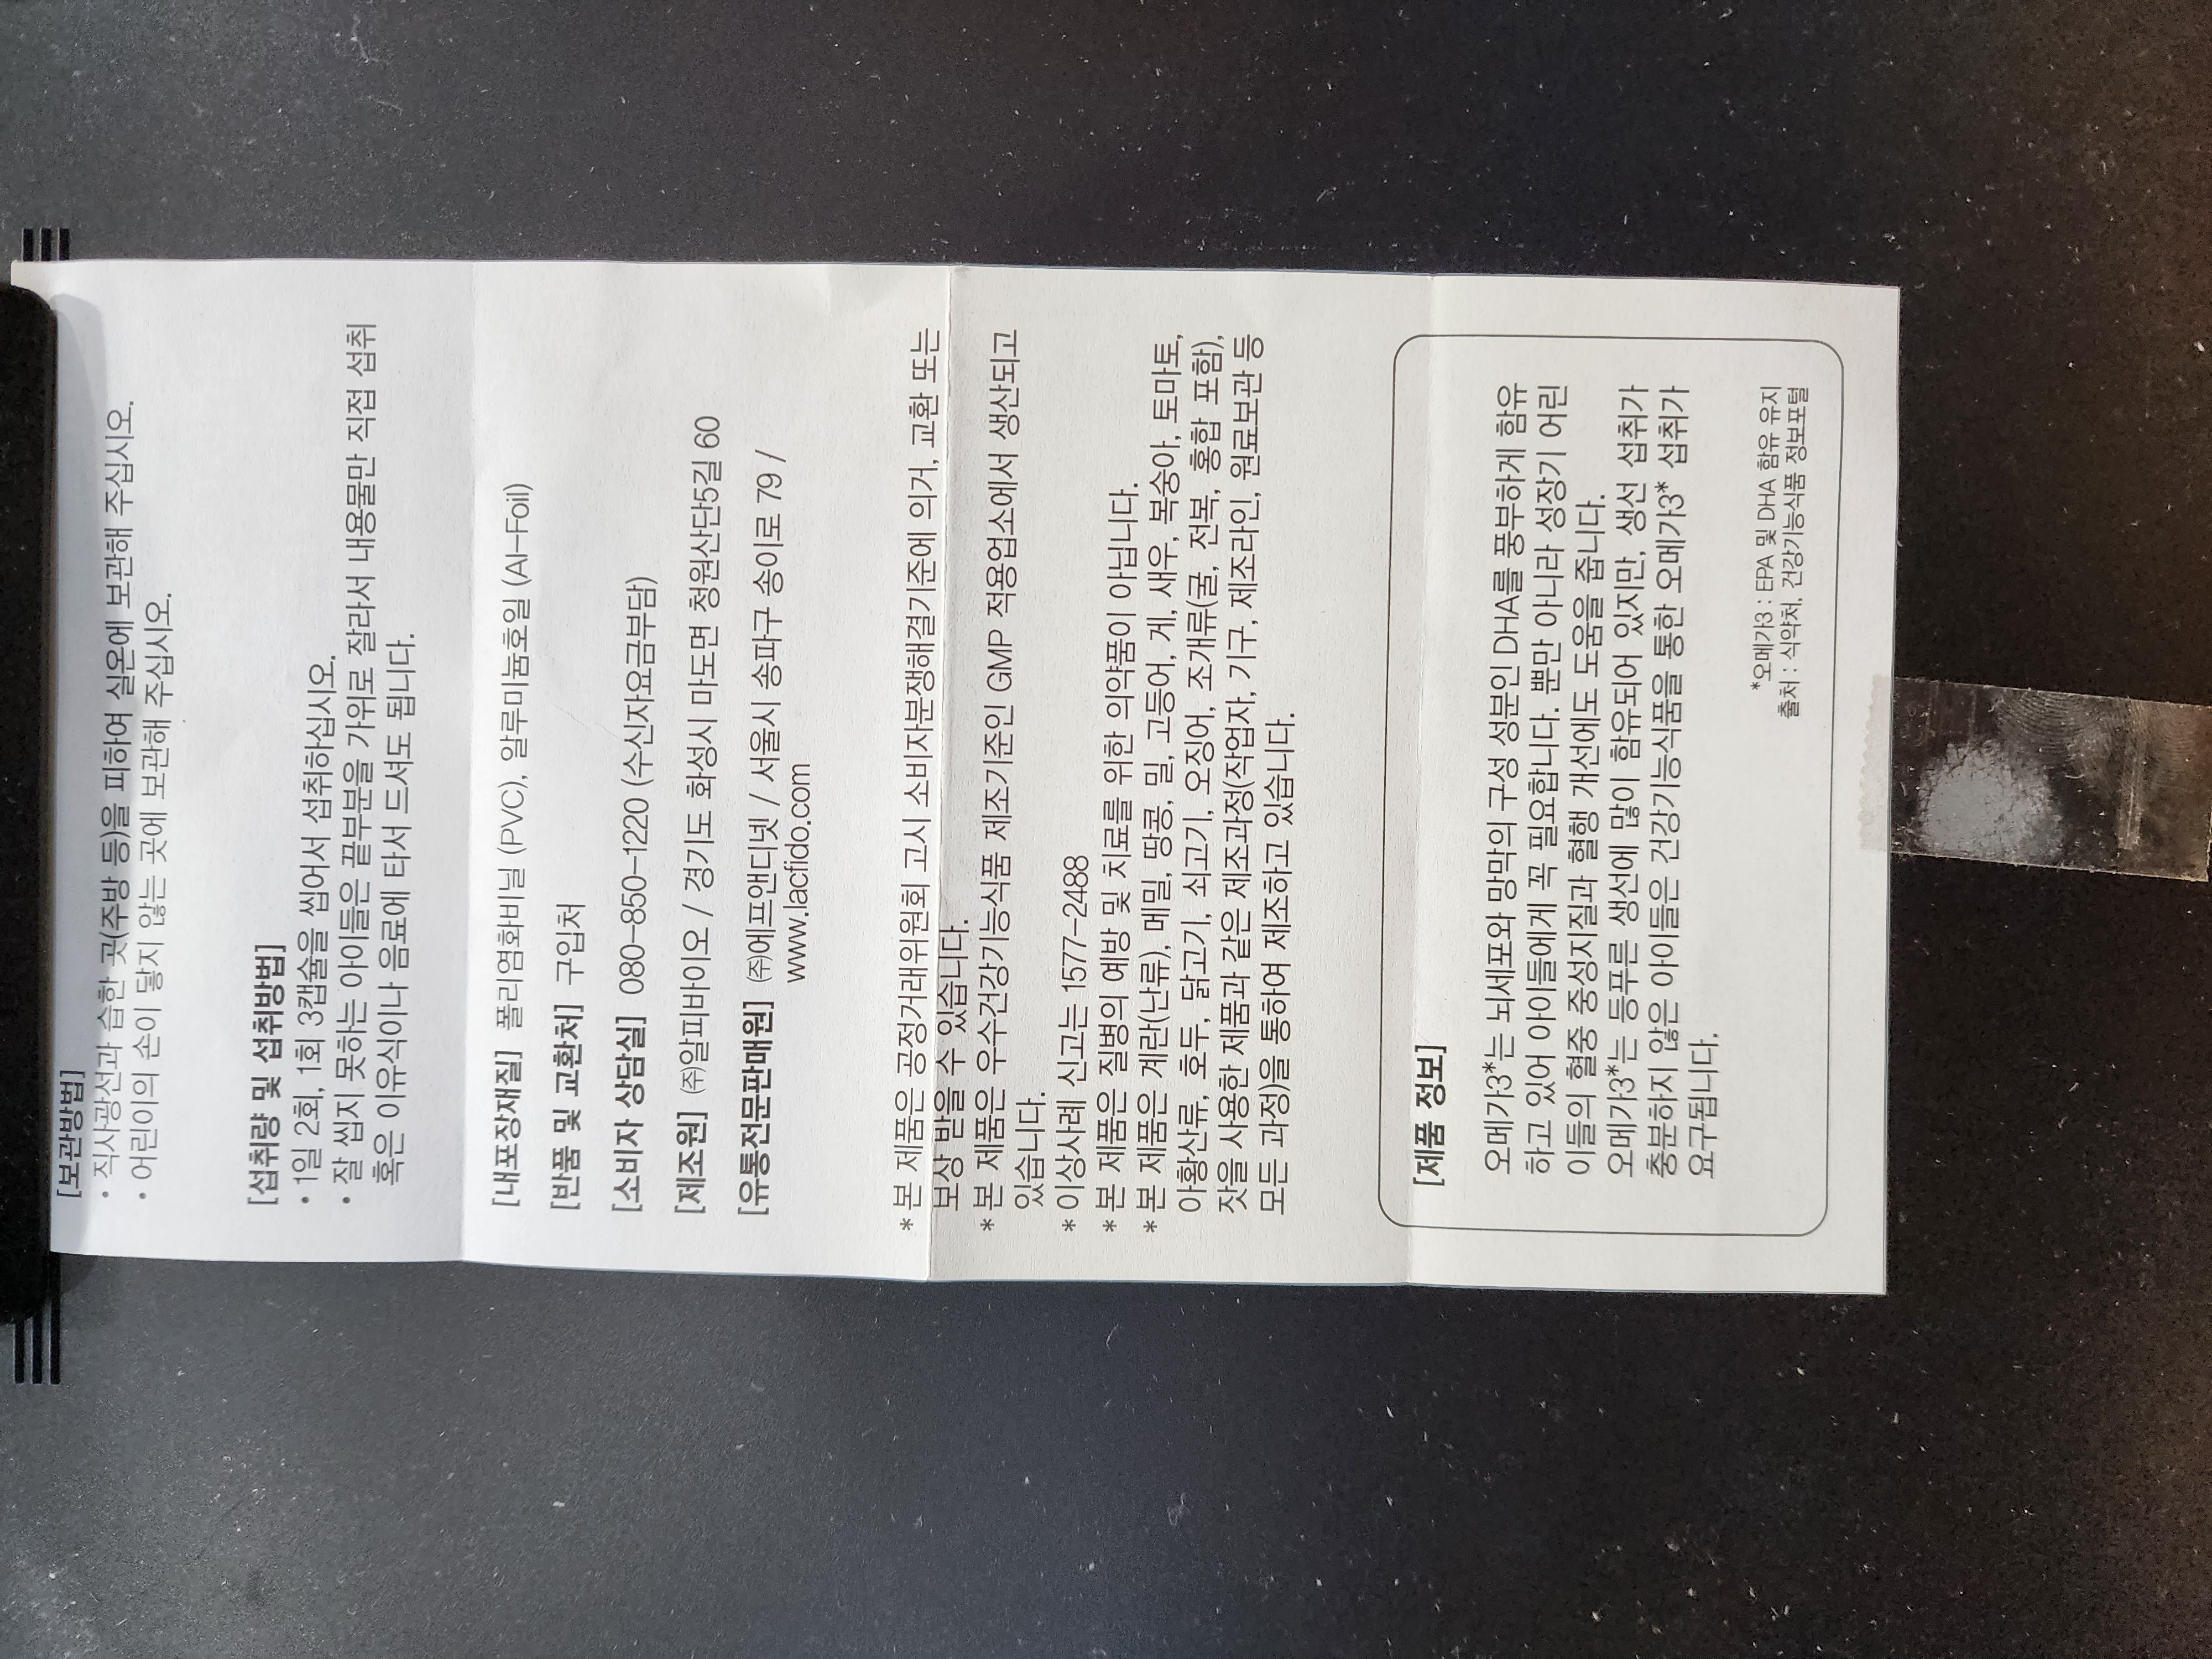 [보관방법]
• 직사광선과 습한 곳(주방 등)을 피하여 실온에 보관해 주십시오.
• 어린이의 손이 닿지 않는 곳에 보관해 주십시오.
[섭취량 및 섭취방법]
• 1일 2회, 1회 3캡슐을 씹어서 섭취하십시오.
• 잘 씹지 못하는 아이들은 끝부분을 가위로 잘라서 내용물만 직접 섭취
혹은 이유식이나 음료에 타서 드셔도 됩니다.
[내포장재질] 폴리염화비닐 (PVC), 알루미늄호일 (Al-Foil)
[반품 및 교환처] 구입처
[소비자 상담실] 080-850-1220 (수신자요금부담)
[제조원] ㈜알피바이오 / 경기도 화성시 마도면 청원산단5길 60
[유통전문판매원] ㈜에프앤디넷 / 서울시 송파구 송이로 79 /
www.lacfido.com
* 본 제품은 공정거래위원회 고시 소비자분쟁해결기준에 의거, 교환 또는
보상 받을 수 있습니다.
* 본 제품은 우수건강기능식품 제조기준인 GMP 적용업소에서 생산되고
있습니다.
* 이상사례 신고는 1577-2488
* 본 제품은 질병의 예방 및 치료를 위한 의약품이 아닙니다.
* 본 제품은 계란(난류), 메밀, 땅콩, 밀, 고등어, 게, 새우, 복숭아, 토마토,
아황산류, 호두, 닭고기, 쇠고기, 오징어, 조개류(굴, 전복, 홍합 포함),
잣을 사용한 제품과 같은 제조과정(작업자, 기구, 제조라인, 원료보관 등
모든 과정)을 통하여 제조하고 있습니다.
[제품 정보]
오메가3*는 뇌세포와 망막의 구성 성분인 DHA를 풍부하게 함유
하고 있어 아이들에게 꼭 필요합니다. 뿐만 아니라 성장기 어린
이들의 혈중 중성지질과 혈행 개선에도 도움을 줍니다.
오메가3*는 등푸른 생선에 많이 함유되어 있지만, 생선 섭취가
충분하지 않은 아이들은 건강기능식품을 통한 오메가3* 섭취가
요구됩니다.
*오메가3 : EPA 및 DHA 함유 유지
출처 : 식약처, 건강기능식품 정보포털